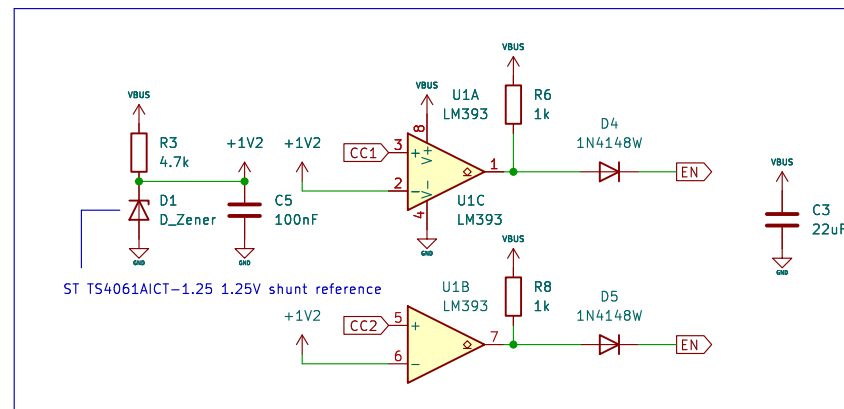 VBUS
R3
4.7k
+1V2
D1
D_Zener
C5
100nF
GND
GND
ST TS4061AICT-1.25 1.25V shunt reference
+1V2
CC1
3
2
+
-
V+
V-
8
4
VBUS
U1A
LM393
1
U1C
LM393
GND
VBUS
R6
1k
D4
1N4148W
EN
+1V2
CC2
5
6
+
-
U1B
LM393
7
VBUS
R8
1k
D5
1N4148W
EN
VBUS
C3
22uF
GND